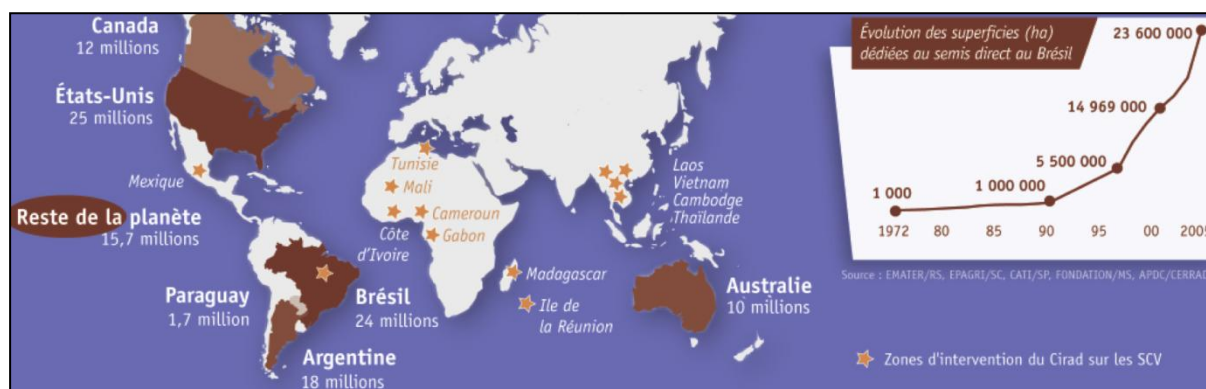 Canada
12 millions
États-Unis
25 millions
Mexique
Reste de la planète
15,7 millions
Paraguay
1,7 million
Brésil
24 millions
Argentine
18 millions
Tunisie
Mali
Côte
d'Ivoire
Cameroun
Gabon
Madagascar
Ile de
la Réunion
Laos
Vietnam
Cambodge
Thaïlande
Australie
10 millions
Zones d'intervention du Cirad sur les SCV
Évolution des superficies (ha)
dédiées au semis direct au Brésil
23 600 000
14 969 000
5 500 000
1 000 000
1 000
1972 80 85 90 95 00 2005
Source : EMATER/RS, EPAGRI/SC, CATI/SP, FONDATION/MS, APDC/CERRAD